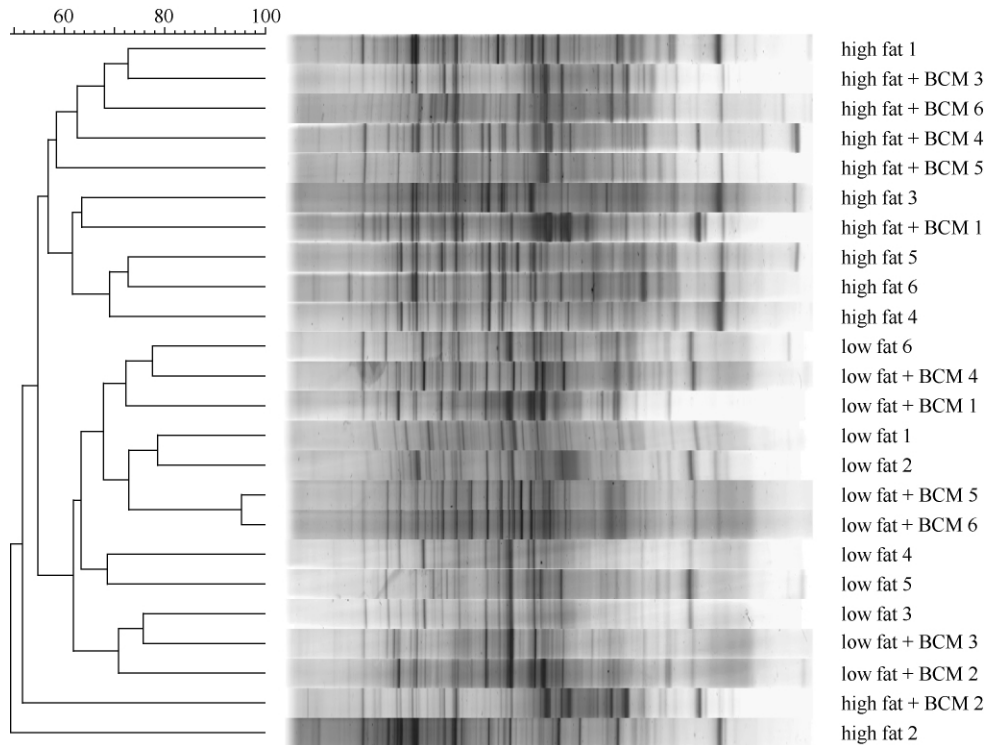 60 80 100
high fat 1
high fat + BCM 3
high fat + BCM 6
high fat + BCM 4
high fat + BCM 5
high fat 3
high fat + BCM 1
high fat 5
high fat 6
high fat 4
low fat 6
low fat + BCM 4
low fat + BCM 1
low fat 1
low fat 2
low fat + BCM 5
low fat + BCM 6
low fat 4
low fat 5
low fat 3
low fat + BCM 3
low fat + BCM 2
high fat + BCM 2
high fat 2